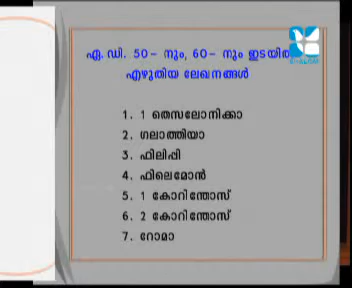 ഏ. ഡി. 50- നും, 60- നും ഇടയിൽ
എഴുതിയ ലേഖനങ്ങൾ
1. 1 തെസലോനിക്കാ
2. ഗലാത്തിയാ
3. ഫിലിപ്പി
4. ഫിലെമോൻ
5. 1 കോറിന്തോസ്
6. 2 കോറിന്തോസ്
7. റോമാ